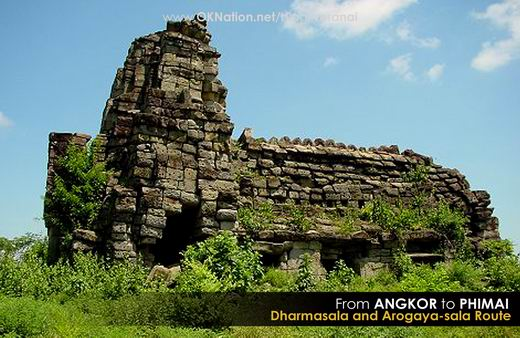 From ANGKOR to PHIMAI
Dharmasala and Arogaya-sala Route